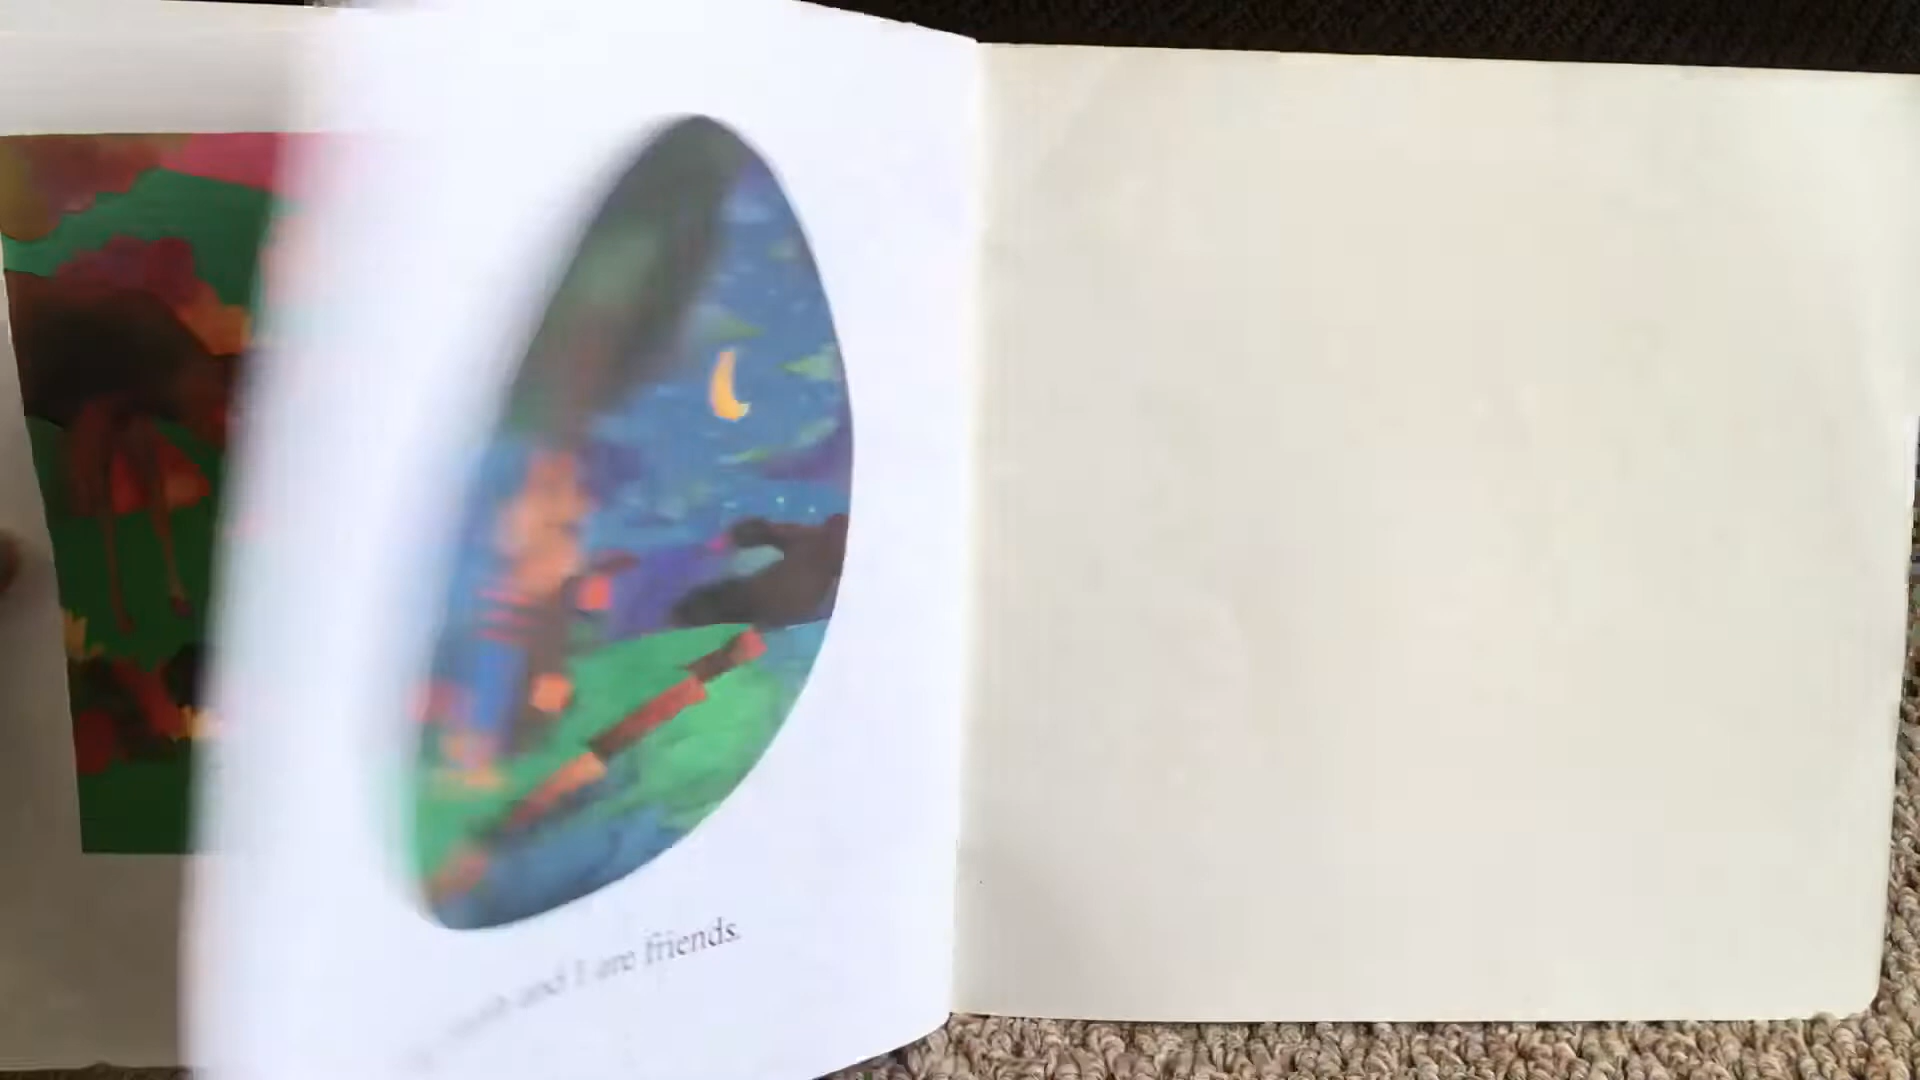 and I are friends.